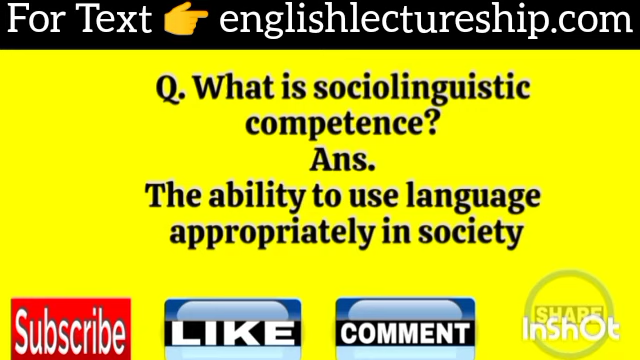 For Text 👉 englishlectureship.com
Q. What is sociolinguistic
competence?
Ans.
The ability to use language
appropriately in society
Subscribe
LIKE
COMMENT
SHARE
InShOt